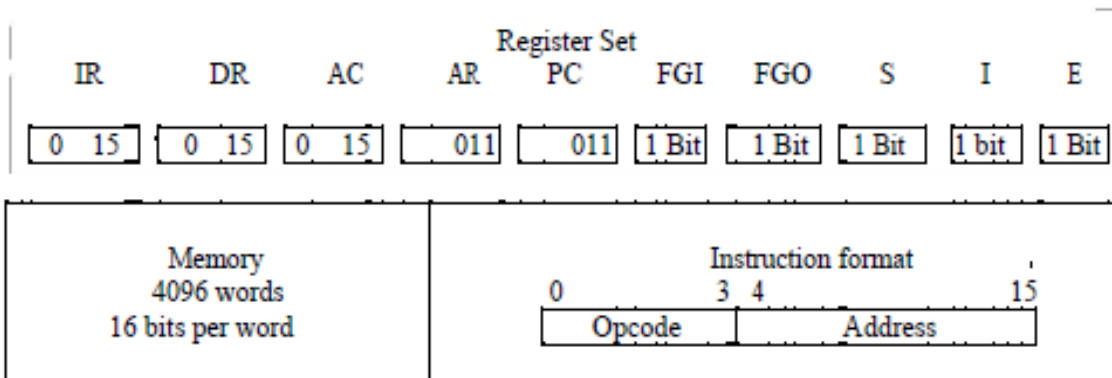 Register Set
IR DR AC AR PC FGI FGO S I E
0 15 0 15 0 15 011 011 1 Bit 1 Bit 1 Bit 1 bit 1 Bit
Memory
4096 words
16 bits per word
Instruction format
0 3 4 15
Opcode Address